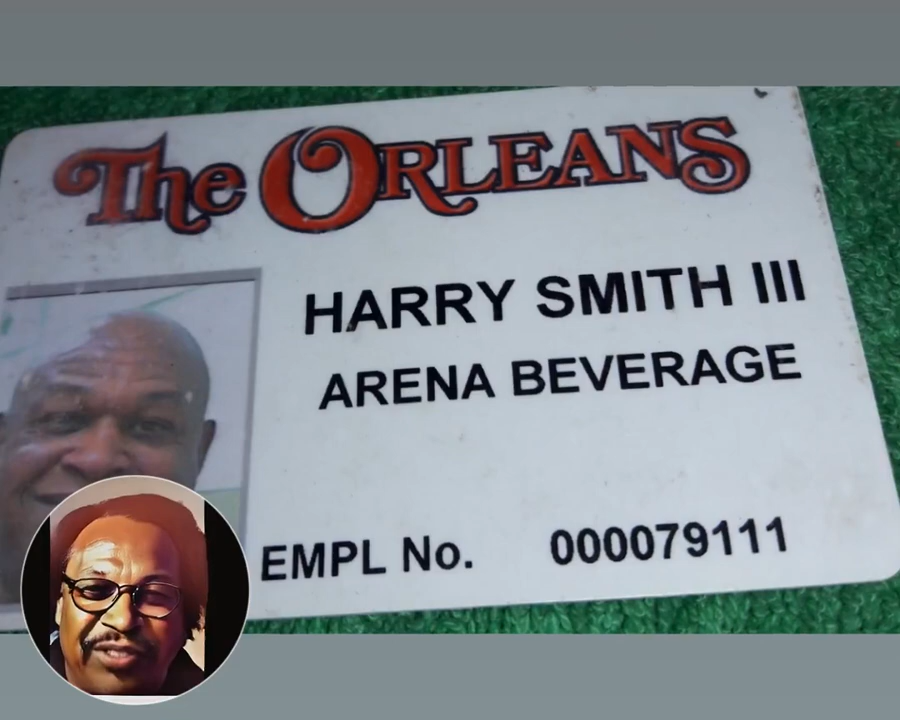 The ORLEANS
HARRY SMITH III
ARENA BEVERAGE
EMPL No. 000079111